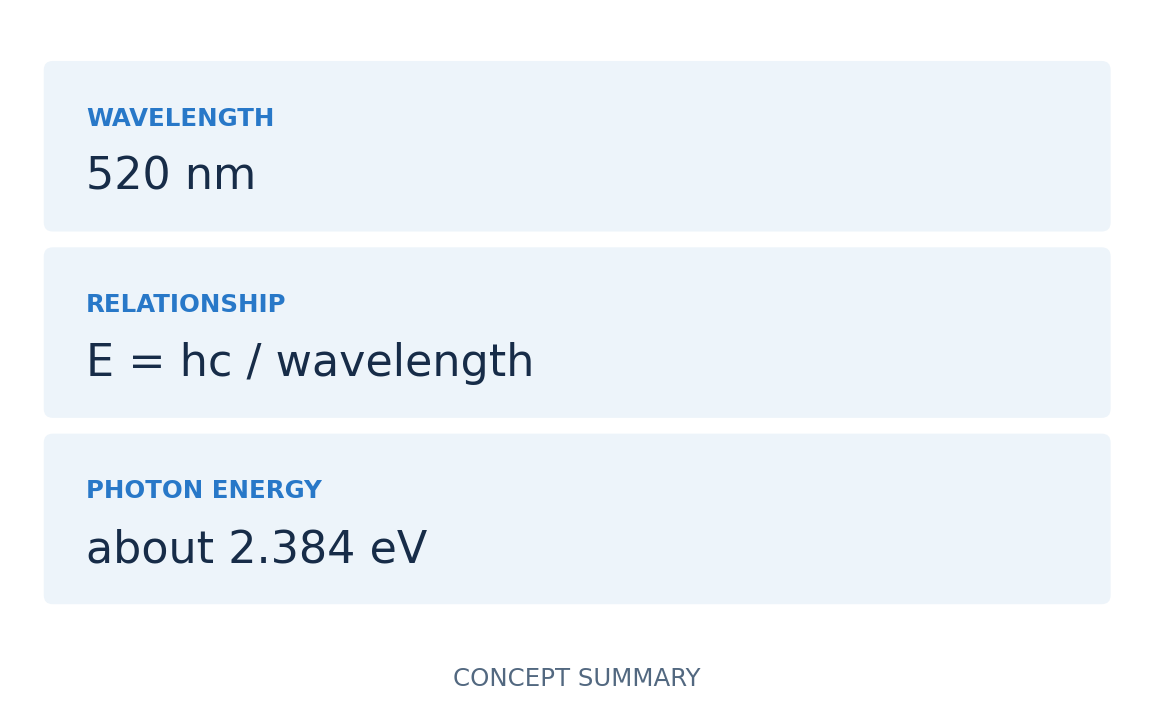 WAVELENGTH
520 nm
RELATIONSHIP
E = hc / wavelength
PHOTON ENERGY
about 2.384 eV
CONCEPT SUMMARY